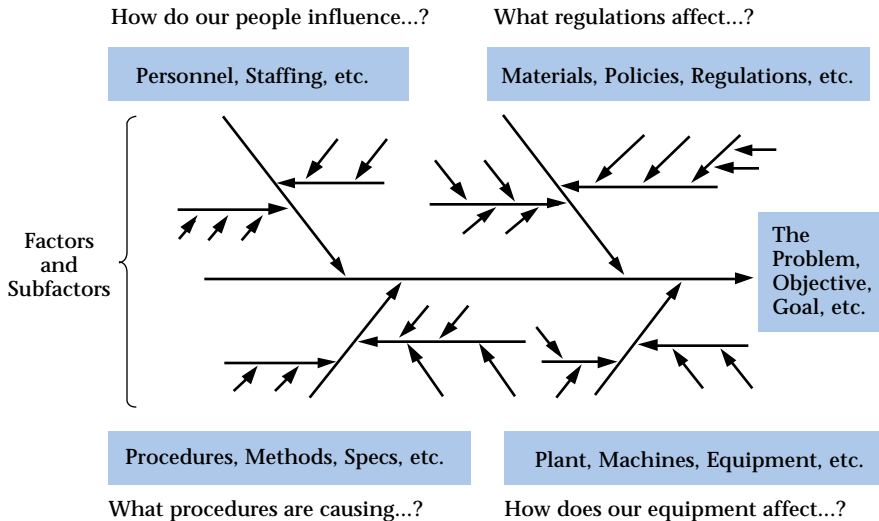 How do our people influence...?
What regulations affect...?
Personnel, Staffing, etc.
Materials, Policies, Regulations, etc.
Factors
and
Subfactors
The
Problem,
Objective,
Goal, etc.
Procedures, Methods, Specs, etc.
Plant, Machines, Equipment, etc.
What procedures are causing...?
How does our equipment affect...?